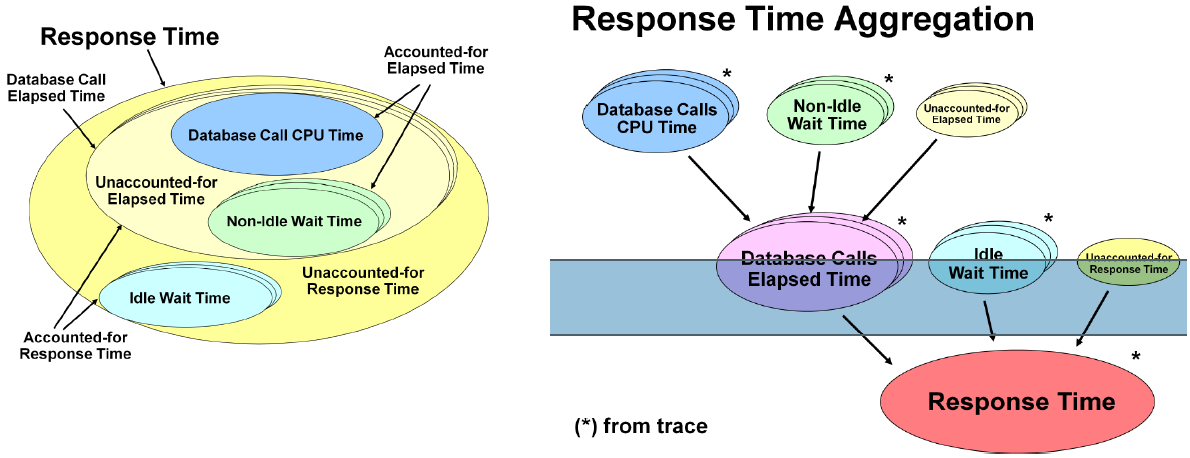 Response Time
Accounted-for
Elapsed Time
Database Call
Elapsed Time
Database Call CPU Time
Unaccounted-for
Elapsed Time
Non-Idle Wait Time
Unaccounted-for
Response Time
Idle Wait Time
Accounted-for
Response Time
Response Time Aggregation
*
Database Calls
CPU Time
*
Non-Idle
Wait Time
Unaccounted-for
Elapsed Time
*
Database Calls
Elapsed Time
*
Idle
Wait Time
Unaccounted-for
Response Time
*
Response Time
(*) from trace